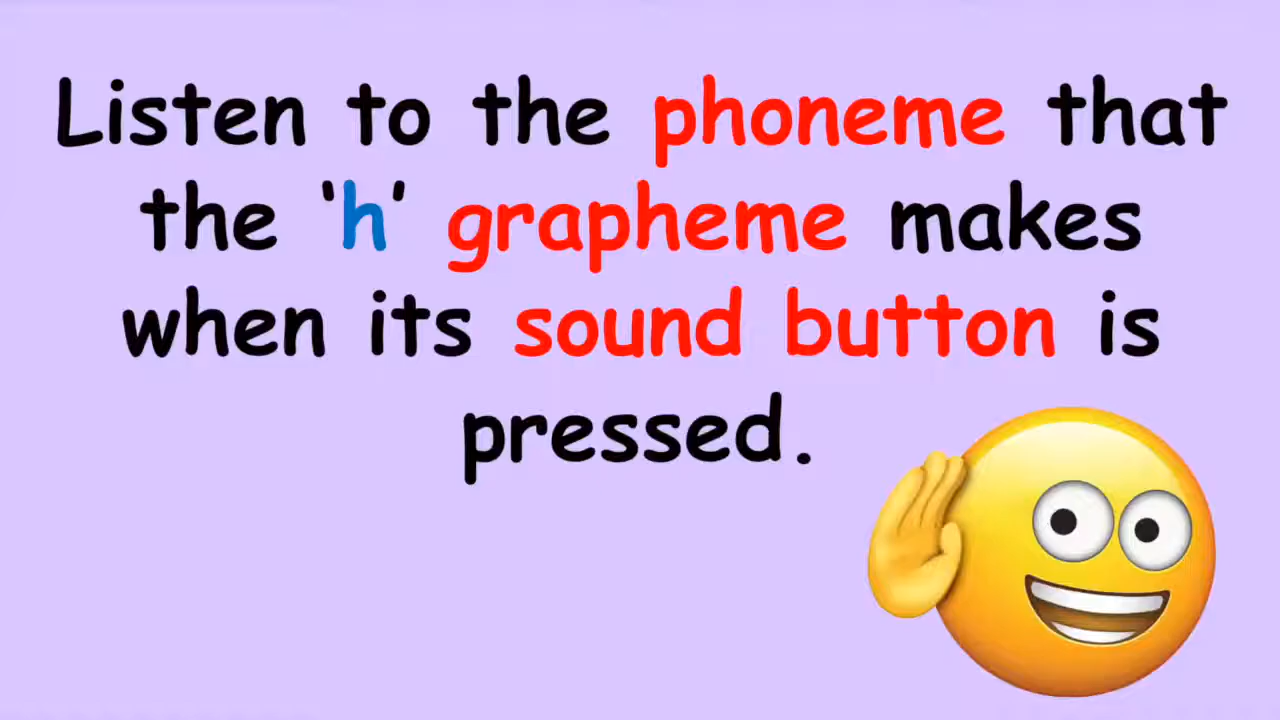 Listen to the phoneme that
the ‘h’ grapheme makes
when its sound button is
pressed.